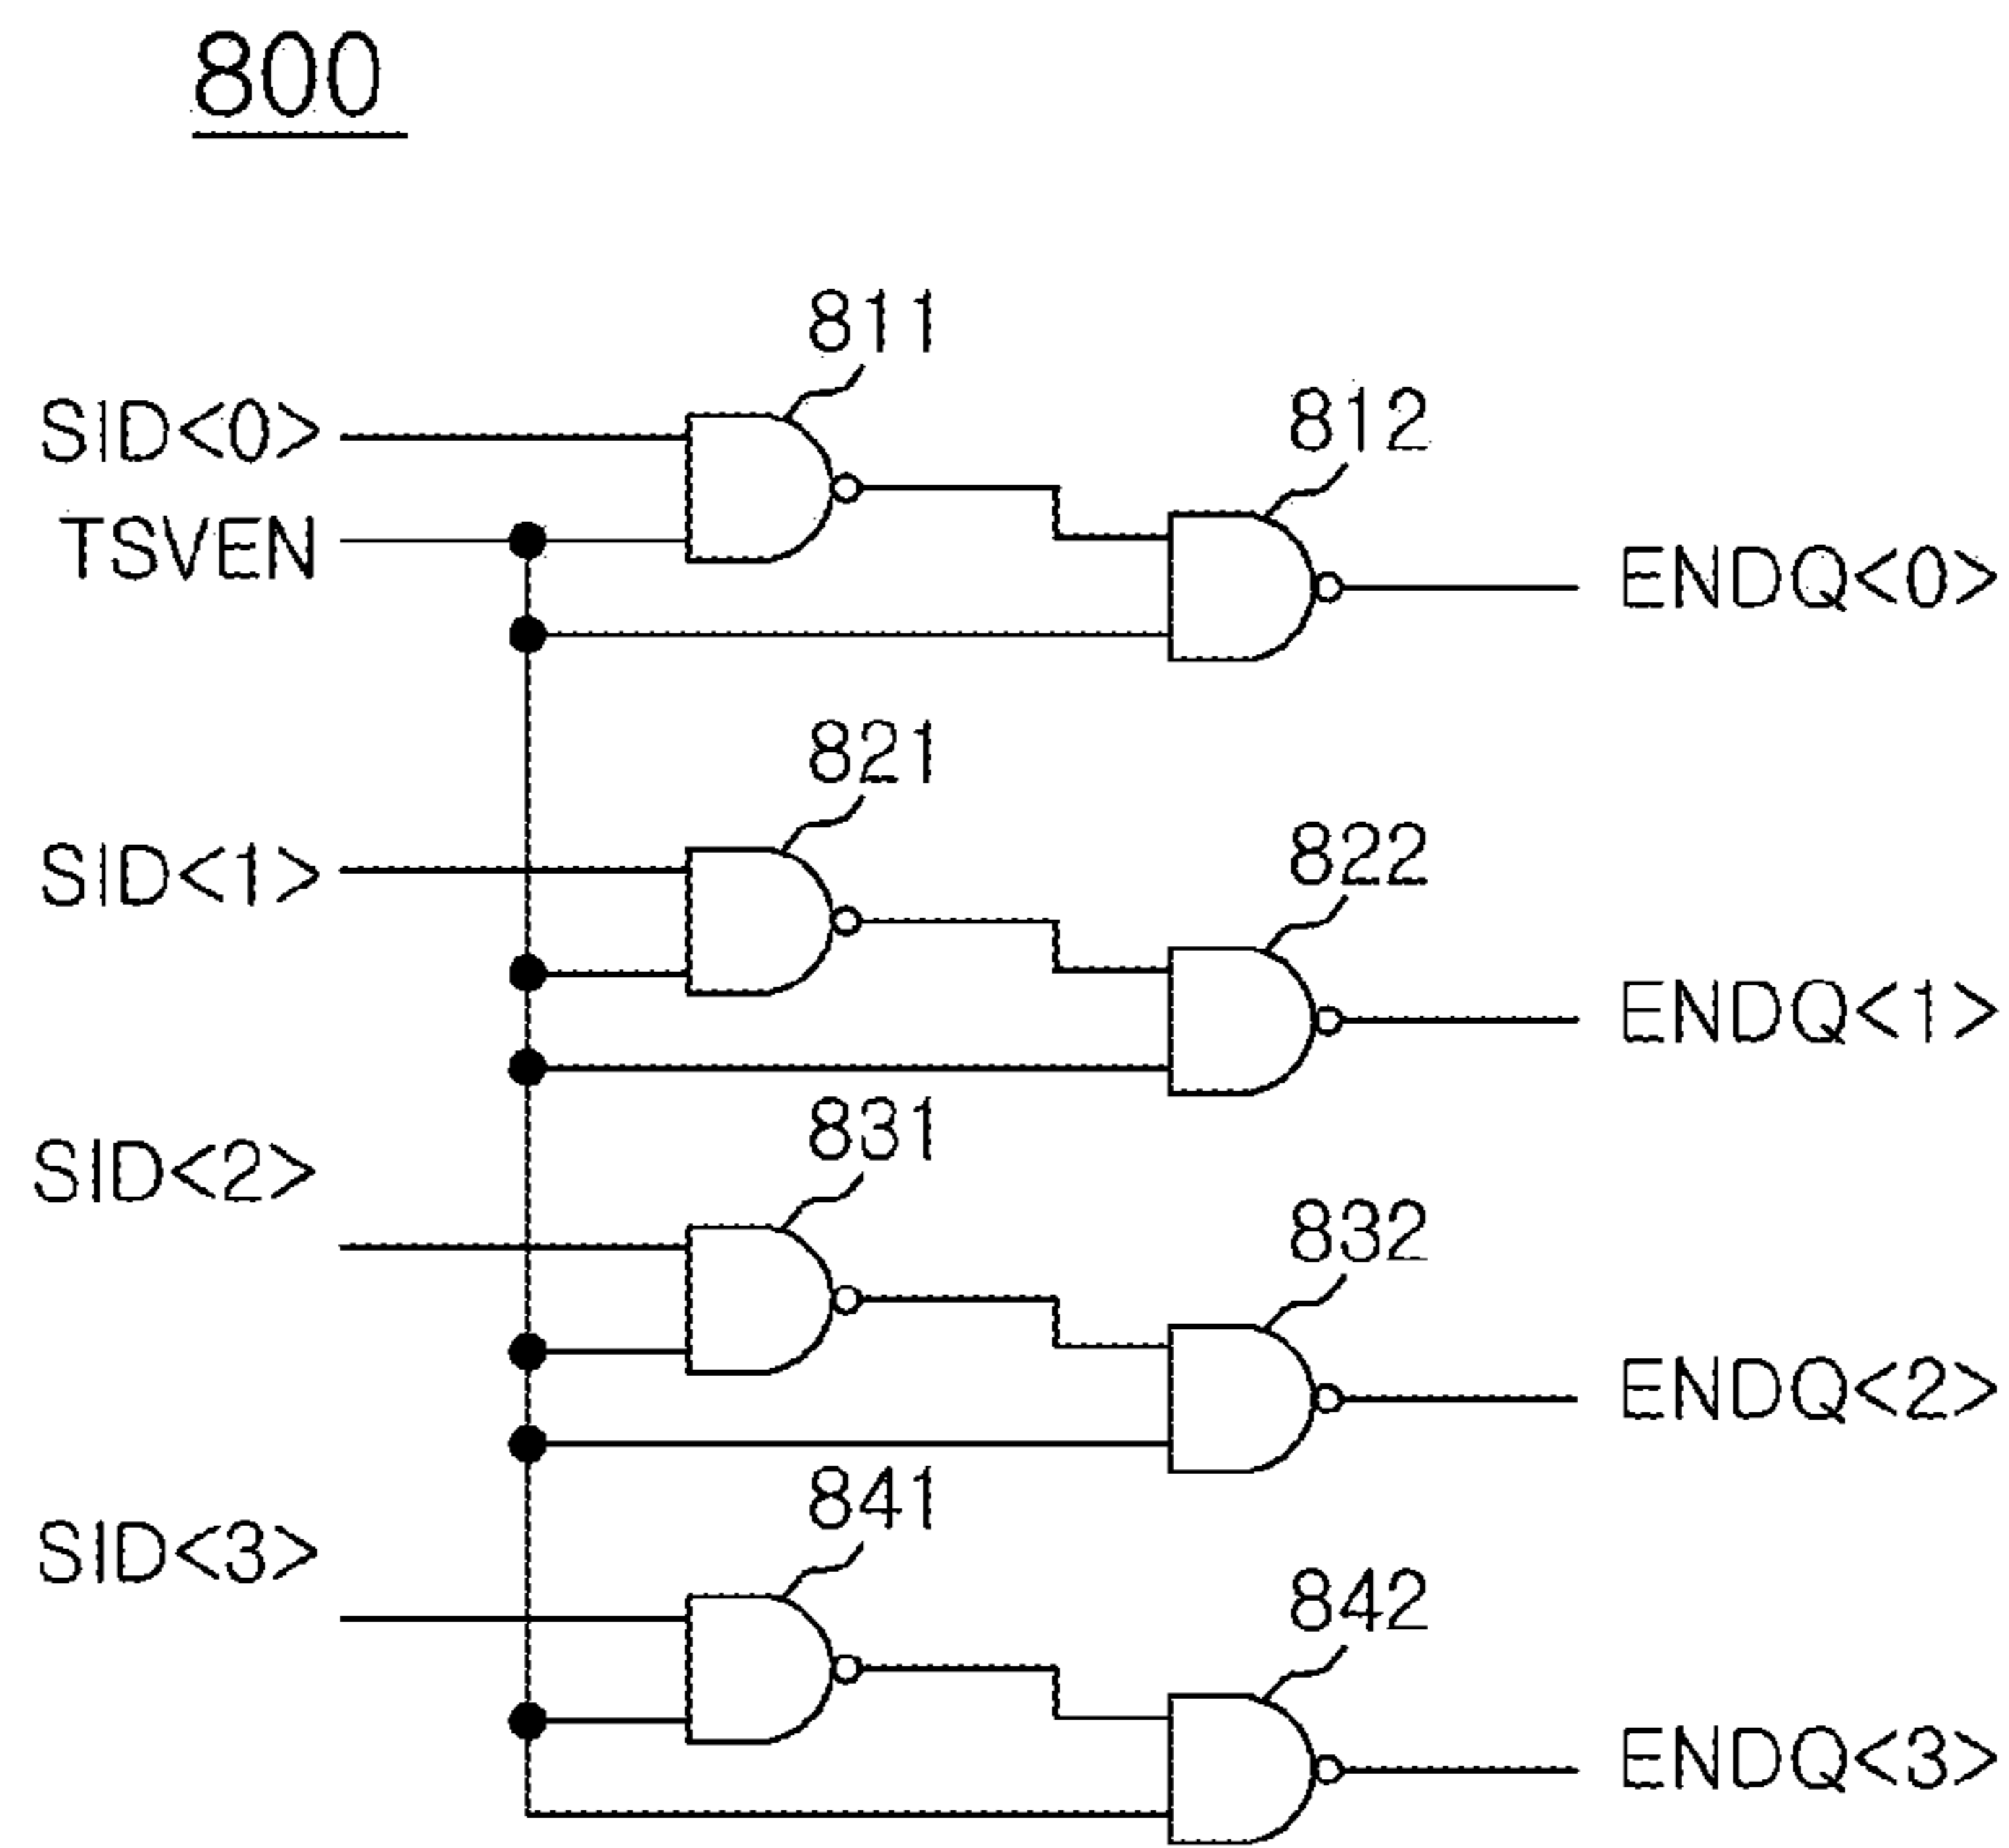 800
811
812
SID<0>
TSVEN
ENDQ<0>
821
822
SID<1>
ENDQ<1>
831
SID<2>
832
ENDQ<2>
841
SID<3>
842
ENDQ<3>